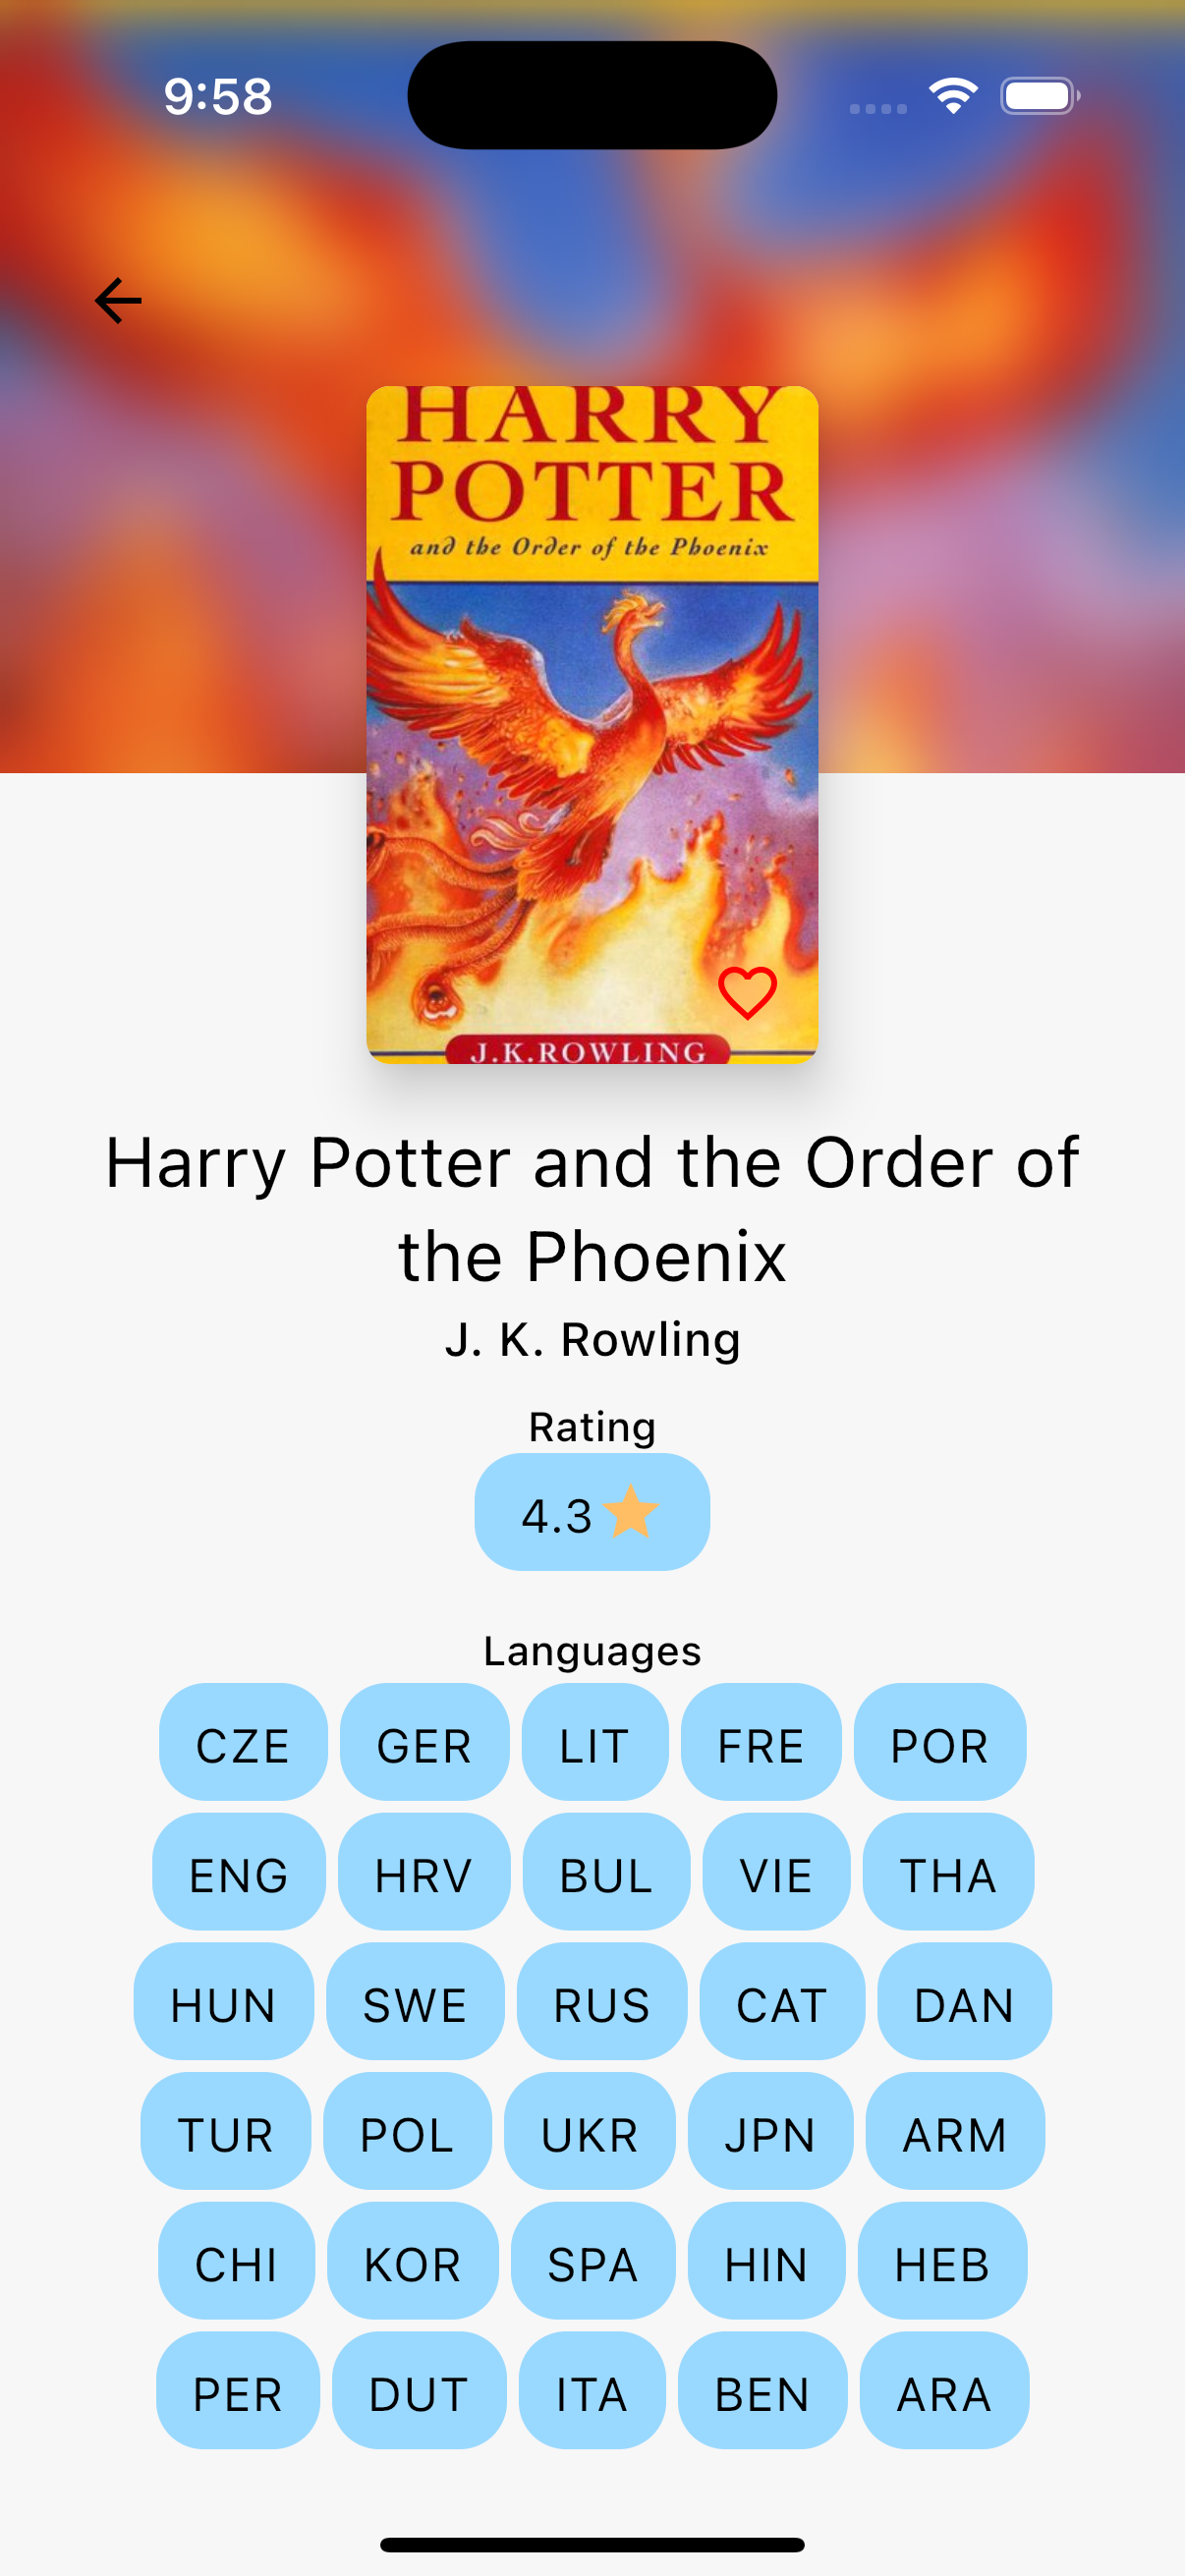 9:58
HARRY
POTTER
and the Order of the Phoenix
J.K.ROWLING
Harry Potter and the Order of
the Phoenix
J. K. Rowling
Rating
4.3
Languages
CZE GER LIT FRE POR
ENG HRV BUL VIE THA
HUN SWE RUS CAT DAN
TUR POL UKR JPN ARM
CHI KOR SPA HIN HEB
PER DUT ITA BEN ARA